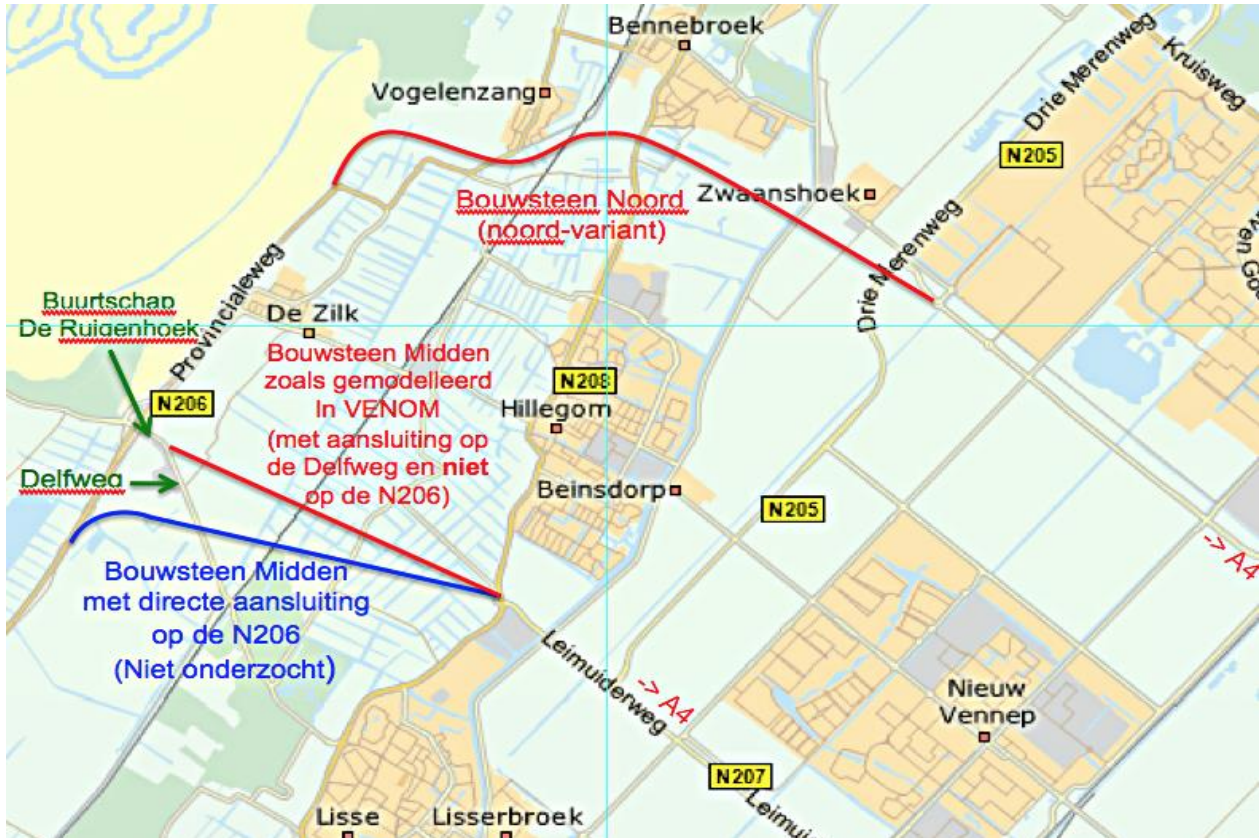 Bennebroek
Vogelenzang
Drie Merenweg
Kruisweg
N205
Bouwsteen Noord
(noord-variant)
Zwaanshoek
Drie Merenweg
Provincialeweg
Buurtschap
De Ruigenhoek
De Zilk
Bouwsteen Midden
zoals gemodelleerd
In VENOM
(met aansluiting op
de Delfweg en niet
op de N206)
N206
N208
Hillegom
Delfweg
Beinsdorp
N205
-> A4
Bouwsteen Midden
met directe aansluiting
op de N206
(Niet onderzocht)
Leimuiderweg
-> A4
Nieuw
Vennep
N207
Lisse
Lisserbroek